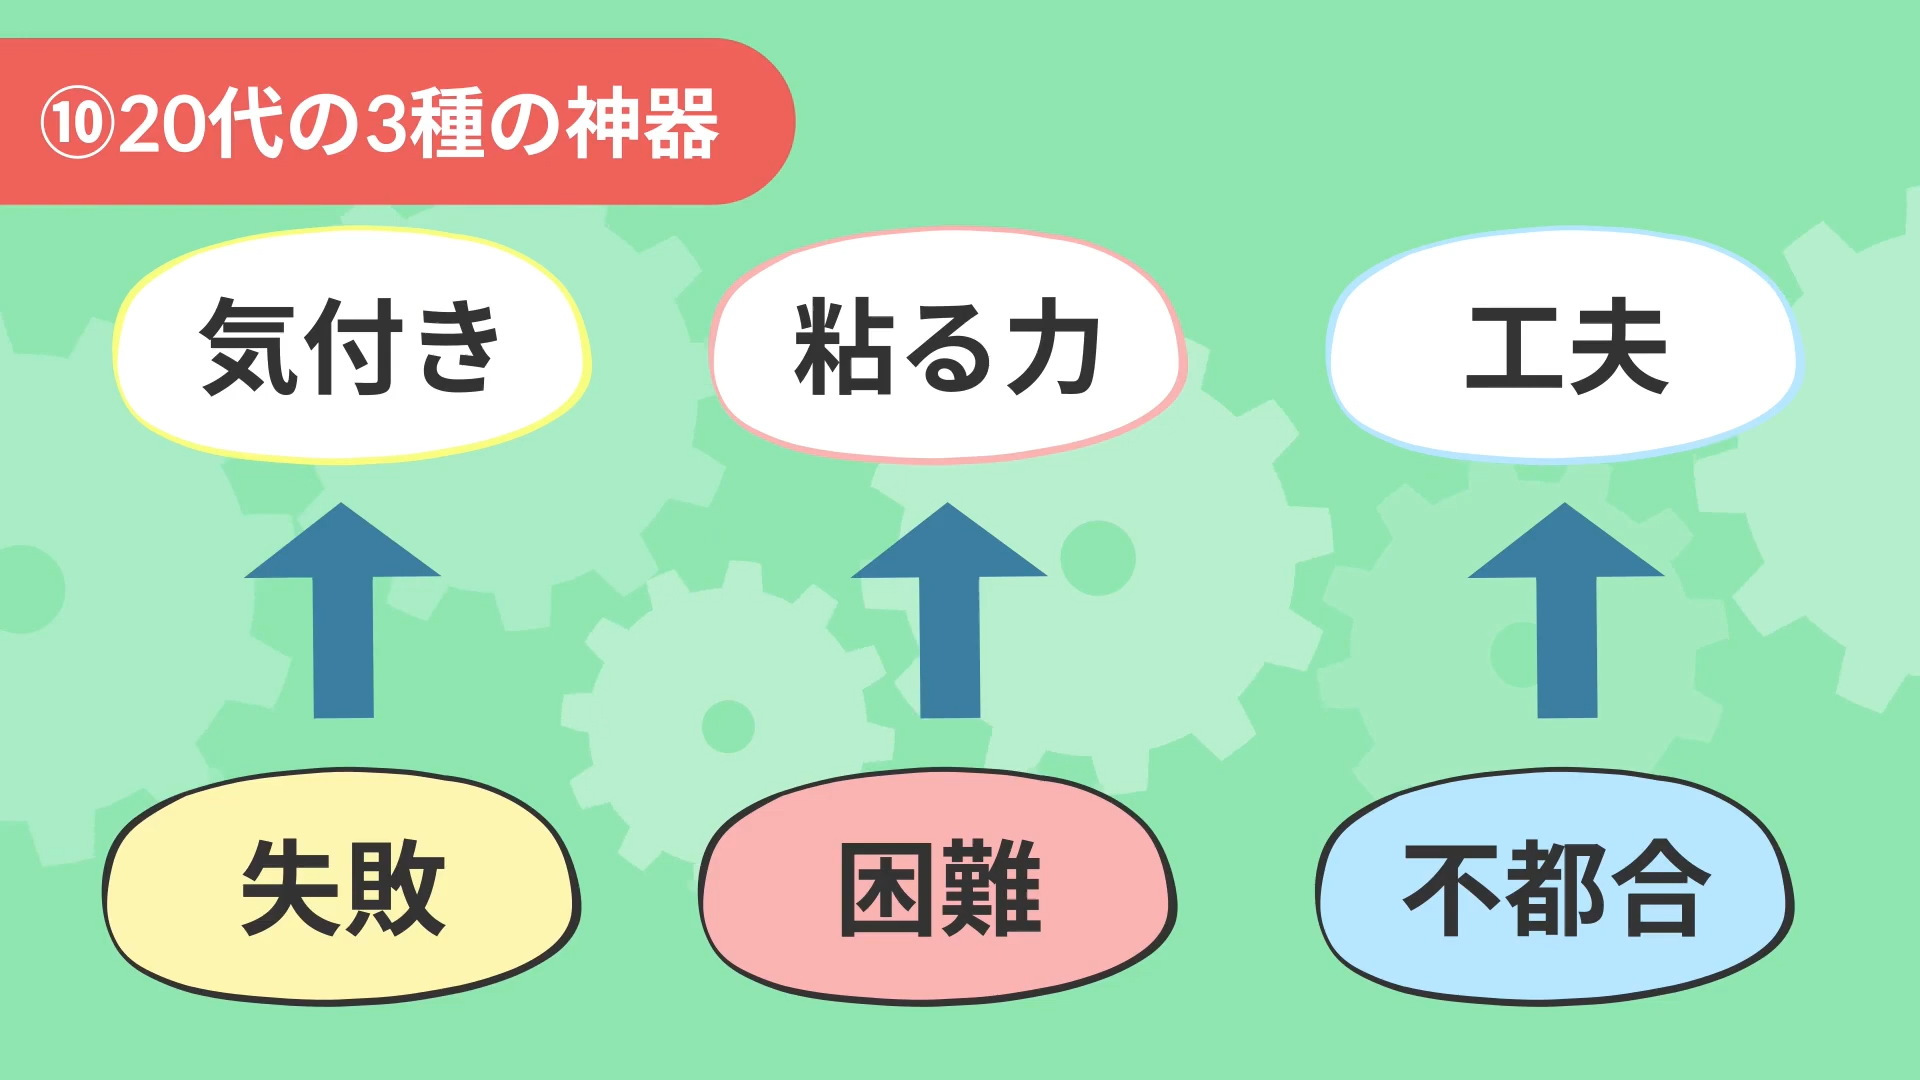 ⑩20代の3種の神器
気付き
粘る力
工夫
失敗
困難
不都合